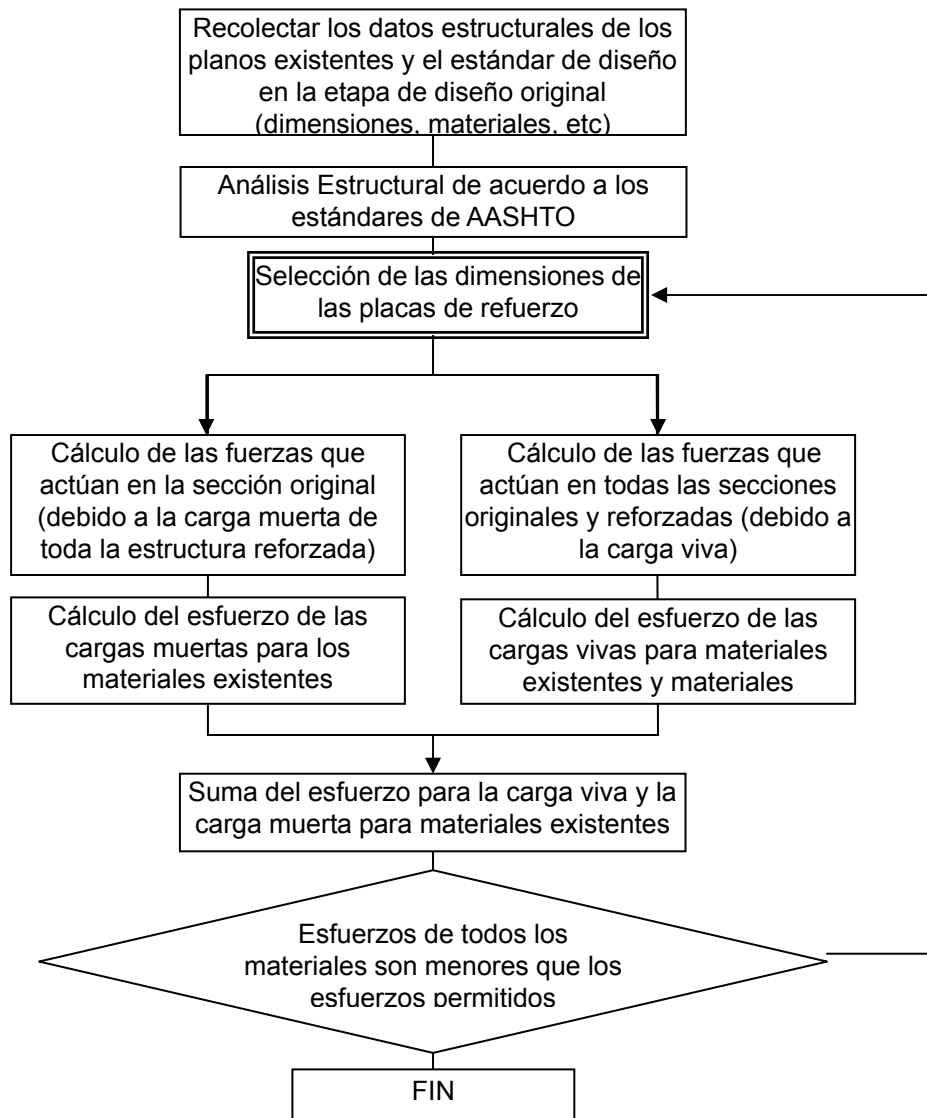 Recolectar los datos estructurales de los
planos existentes y el estándar de diseño
en la etapa de diseño original
(dimensiones, materiales, etc)
Análisis Estructural de acuerdo a los
estándares de AASHTO
Selección de las dimensiones de
las placas de refuerzo
Cálculo de las fuerzas que
actúan en la sección original
(debido a la carga muerta de
toda la estructura reforzada)
Cálculo de las fuerzas que
actúan en todas las secciones
originales y reforzadas (debido a
la carga viva)
Cálculo del esfuerzo de las
cargas muertas para los
materiales existentes
Cálculo del esfuerzo de las
cargas vivas para materiales
existentes y materiales
Suma del esfuerzo para la carga viva y la
carga muerta para materiales existentes
Esfuerzos de todos los
materiales son menores que los
esfuerzos permitidos
FIN